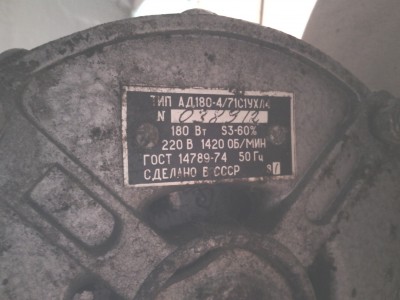 ТИП АД180-4/71С1УХЛ4
N
180 Вт S3-60%
220 В 1420 ОБ/МИН
ГОСТ 14789-74 50 Гц
СДЕЛАНО В СССР 91